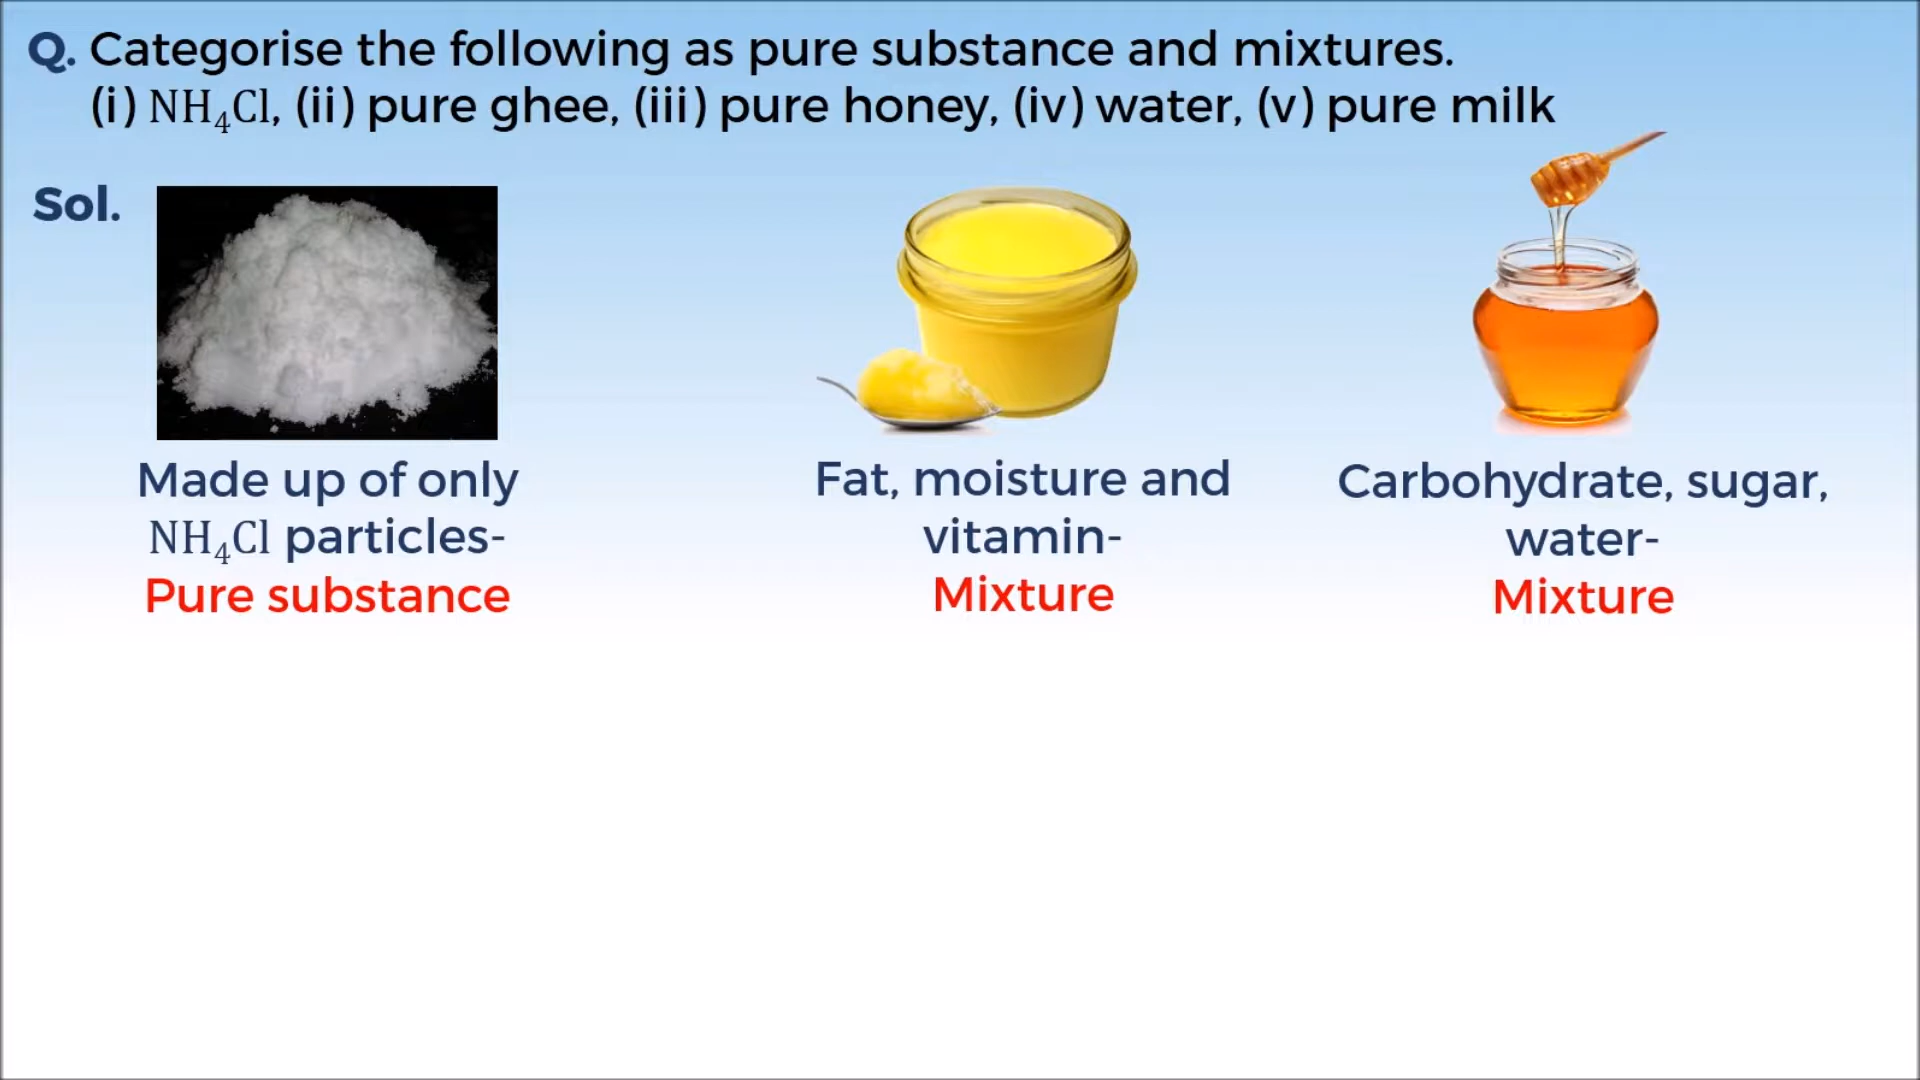 Q. Categorise the following as pure substance and mixtures.
(i) NH₄Cl, (ii) pure ghee, (iii) pure honey, (iv) water, (v) pure milk
Sol.
Made up of only
NH₄Cl particles-
Pure substance
Fat, moisture and
vitamin-
Mixture
Carbohydrate, sugar,
water-
Mixture